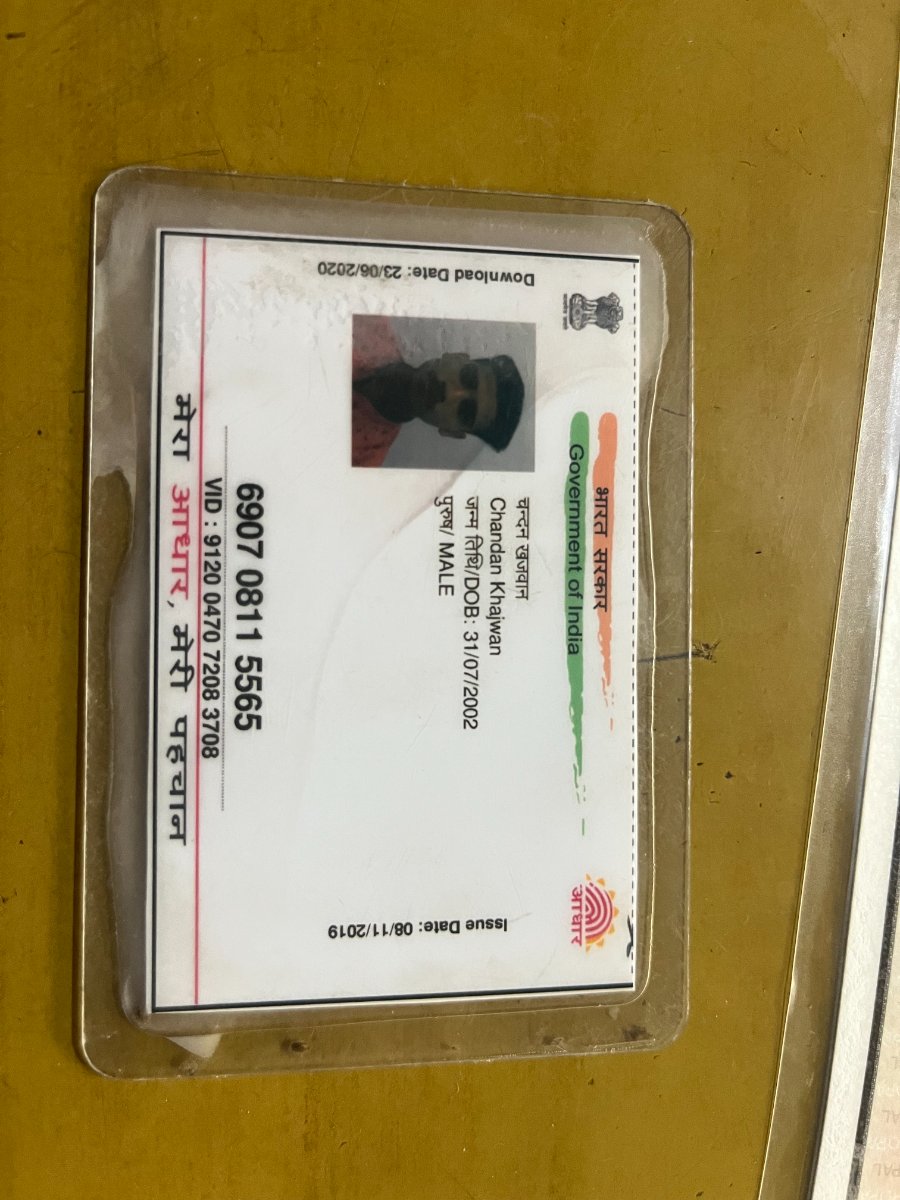 भारत सरकार
Government of India
Download Date: 23/06/2020
चन्दन खजवान
Chandan Khajwan
जन्म तिथि/DOB: 31/07/2002
पुरुष/ MALE
Issue Date: 08/11/2019
आधार
6907 0811 5565
VID : 9120 0470 7208 3708
मेरा आधार, मेरी पहचान